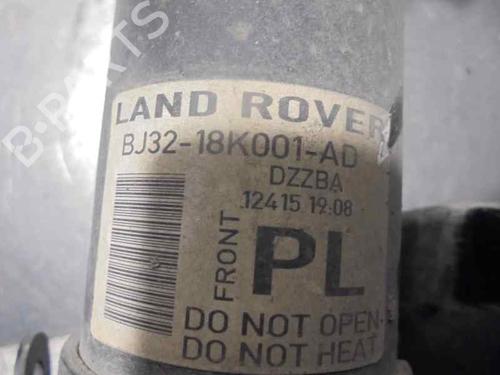 LAND ROVER
BJ32-18K001-AD
DZZBA
12415 19:08
FRONT
PL
DO NOT OPEN
DO NOT HEAT
B-PARTS